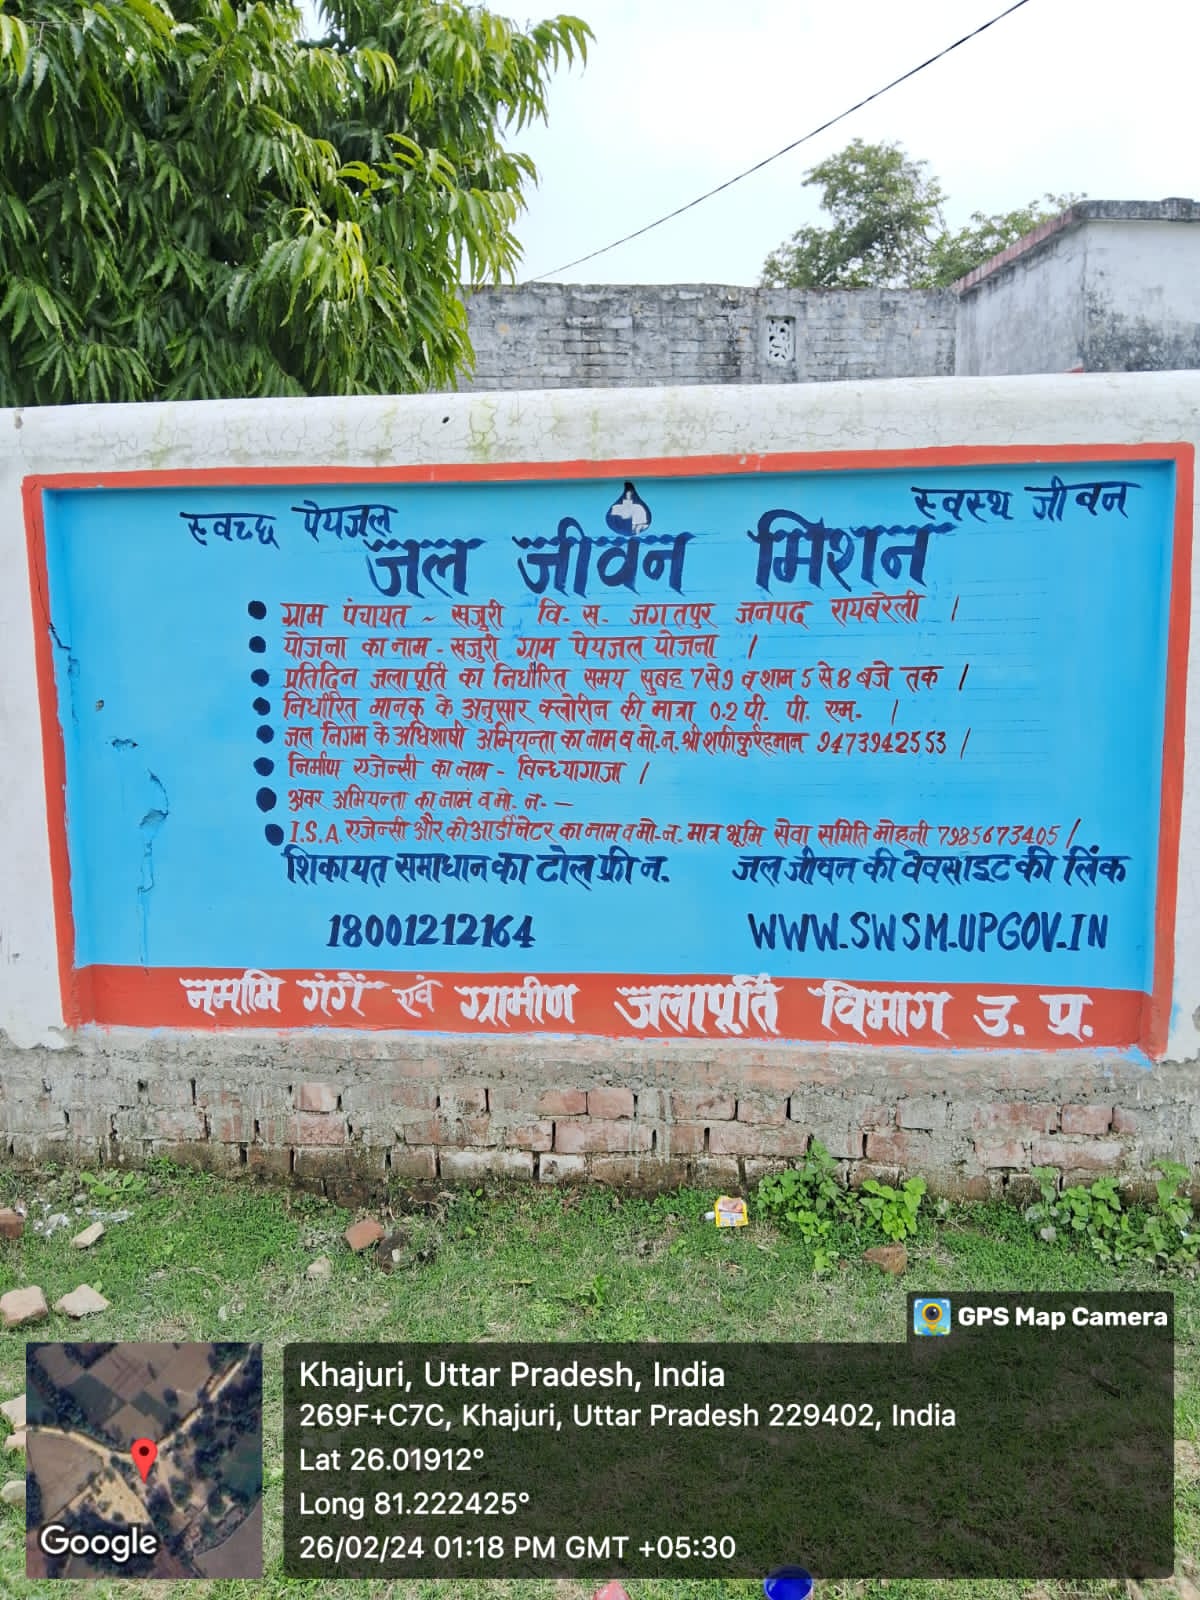 स्वच्छ पेयजल
स्वस्थ जीवन
जल जीवन मिशन
ग्राम पंचायत ~ खजुरी वि- स- जगतपुर जनपद रायबरेली ।
योजना का नाम - खजुरी ग्राम पेयजल योजना ।
प्रतिदिन जलापूर्ति का निर्धारित समय सुबह 7 से 9 व शाम 5 से 8 बजे तक ।
निर्धारित मानक के अनुसार क्लोरीन की मात्रा 0.2 पी. पी. एम. ।
जल निगम के अधिशाषी अभियन्ता का नाम व मो. न. श्री शफीकुर्रहमान 9473942553 ।
निर्माण एजेन्सी का नाम - विन्ध्यागाजा ।
अवर अभियन्ता का नामं व मो. न. —
I.S.A. एजेन्सी और कोआर्डीनेटर का नाम व मो. न. मात्र भूमि सेवा समिति मोहनी 7985673405 ।
शिकायत समाधान का टोल फ्री न. जल जीवन की वेवसाइट की लिंक
18001212164 WWW.SWSM.UPGOV.IN
नमामि गंगें एवं ग्रामीण जलापूर्ति विभाग उ. प्र.
GPS Map Camera
Khajuri, Uttar Pradesh, India
269F+C7C, Khajuri, Uttar Pradesh 229402, India
Lat 26.01912°
Long 81.222425°
26/02/24 01:18 PM GMT +05:30
Google